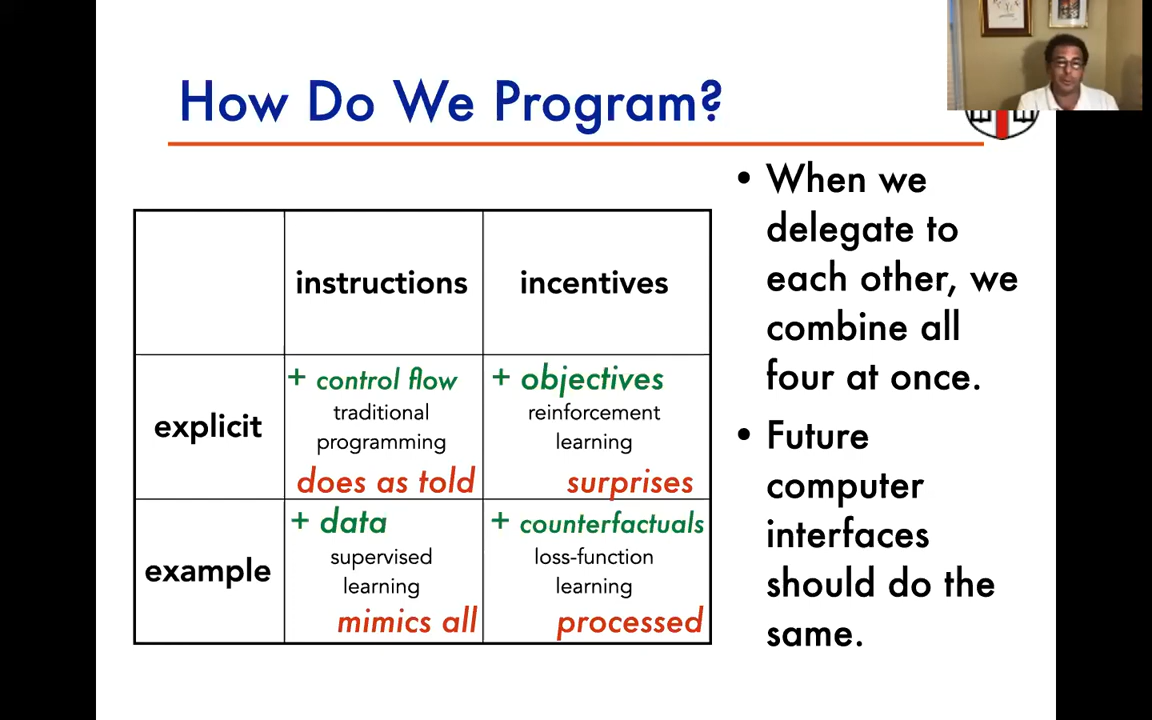 How Do We Program?
instructions
incentives
explicit
+ control flow
traditional
programming
does as told
+ objectives
reinforcement
learning
surprises
example
+ data
supervised
learning
mimics all
+ counterfactuals
loss-function
learning
processed
• When we
delegate to
each other, we
combine all
four at once.
• Future
computer
interfaces
should do the
same.